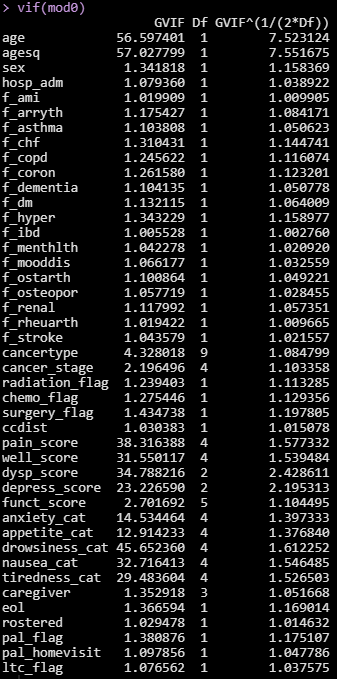 > vif(mod0)
GVIF Df GVIF^(1/(2*Df))
age 56.597401 1 7.523124
agesq 57.027799 1 7.551675
sex 1.341818 1 1.158369
hosp_adm 1.079360 1 1.038922
f_ami 1.019909 1 1.009905
f_arryth 1.175427 1 1.084171
f_asthma 1.103808 1 1.050623
f_chf 1.310431 1 1.144741
f_copd 1.245622 1 1.116074
f_coron 1.261580 1 1.123201
f_dementia 1.104135 1 1.050778
f_dm 1.132115 1 1.064009
f_hyper 1.343229 1 1.158977
f_ibd 1.005528 1 1.002760
f_menthlth 1.042278 1 1.020920
f_mooddis 1.066177 1 1.032559
f_ostarth 1.100864 1 1.049221
f_osteopor 1.057719 1 1.028455
f_renal 1.117992 1 1.057351
f_rheuarth 1.019422 1 1.009665
f_stroke 1.043579 1 1.021557
cancertype 4.328018 9 1.084799
cancer_stage 2.196496 4 1.103358
radiation_flag 1.239403 1 1.113285
chemo_flag 1.275446 1 1.129356
surgery_flag 1.434738 1 1.197805
ccdist 1.030383 1 1.015078
pain_score 38.316388 4 1.577332
well_score 31.550117 4 1.539484
dysp_score 34.788216 2 2.428611
depress_score 23.226590 2 2.195313
funct_score 2.701692 5 1.104495
anxiety_cat 14.534464 4 1.397333
appetite_cat 12.914233 4 1.376840
drowsiness_cat 45.652360 4 1.612252
nausea_cat 32.716413 4 1.546485
tiredness_cat 29.483604 4 1.526503
caregiver 1.352918 3 1.051668
eol 1.366594 1 1.169014
rostered 1.029478 1 1.014632
pal_flag 1.380876 1 1.175107
pal_homevisit 1.097856 1 1.047786
ltc_flag 1.076562 1 1.037575